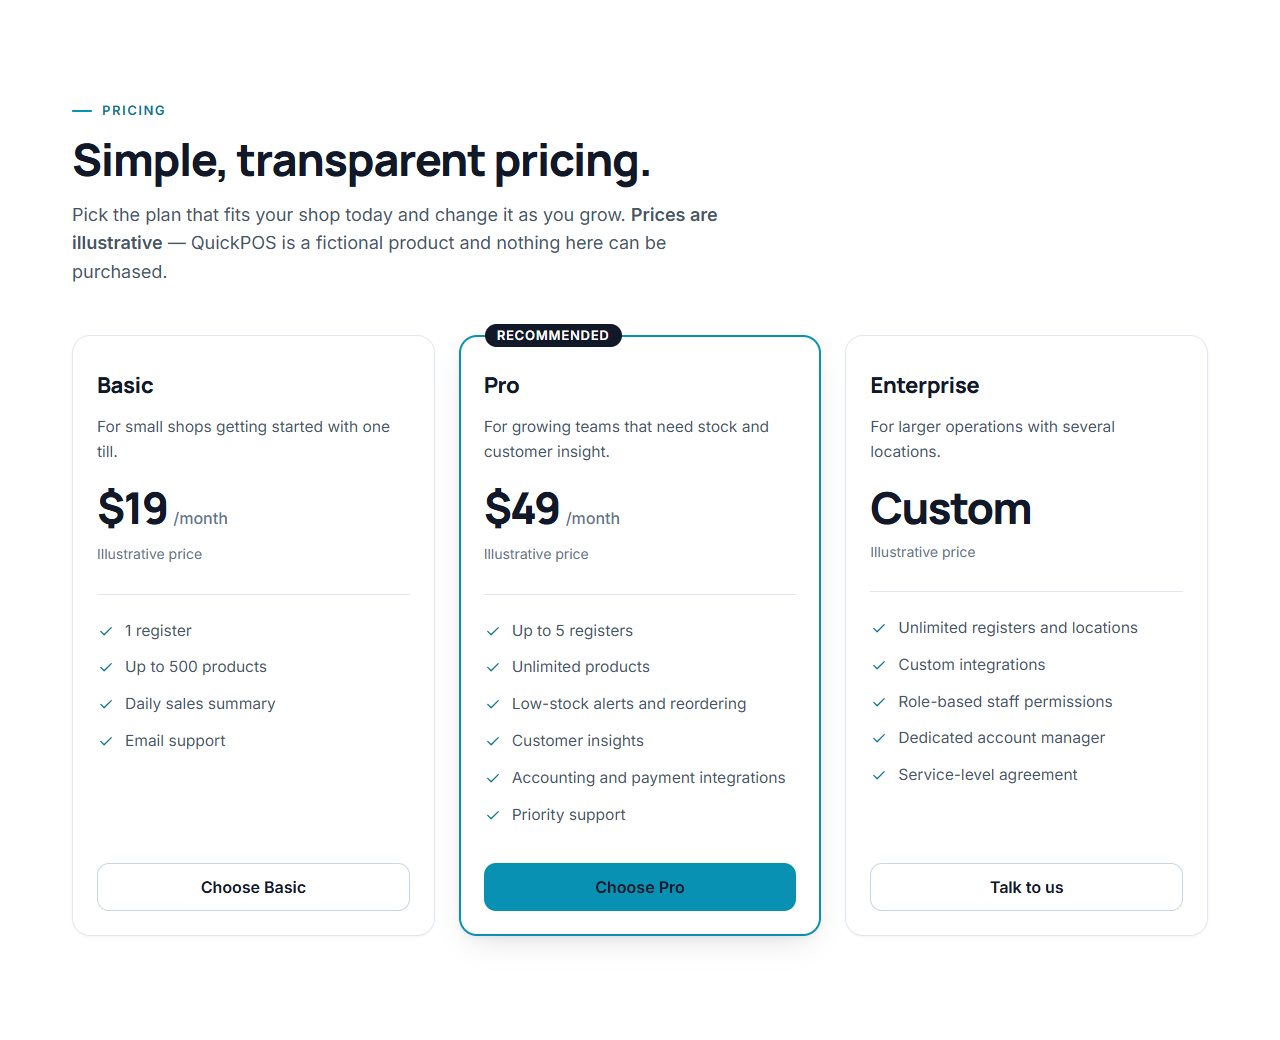 PRICING
Simple, transparent pricing.
Pick the plan that fits your shop today and change it as you grow. Prices are
illustrative — QuickPOS is a fictional product and nothing here can be
purchased.
Basic
For small shops getting started with one
till.
$19 /month
Illustrative price
1 register
Up to 500 products
Daily sales summary
Email support
Choose Basic
RECOMMENDED
Pro
For growing teams that need stock and
customer insight.
$49 /month
Illustrative price
Up to 5 registers
Unlimited products
Low-stock alerts and reordering
Customer insights
Accounting and payment integrations
Priority support
Choose Pro
Enterprise
For larger operations with several
locations.
Custom
Illustrative price
Unlimited registers and locations
Custom integrations
Role-based staff permissions
Dedicated account manager
Service-level agreement
Talk to us